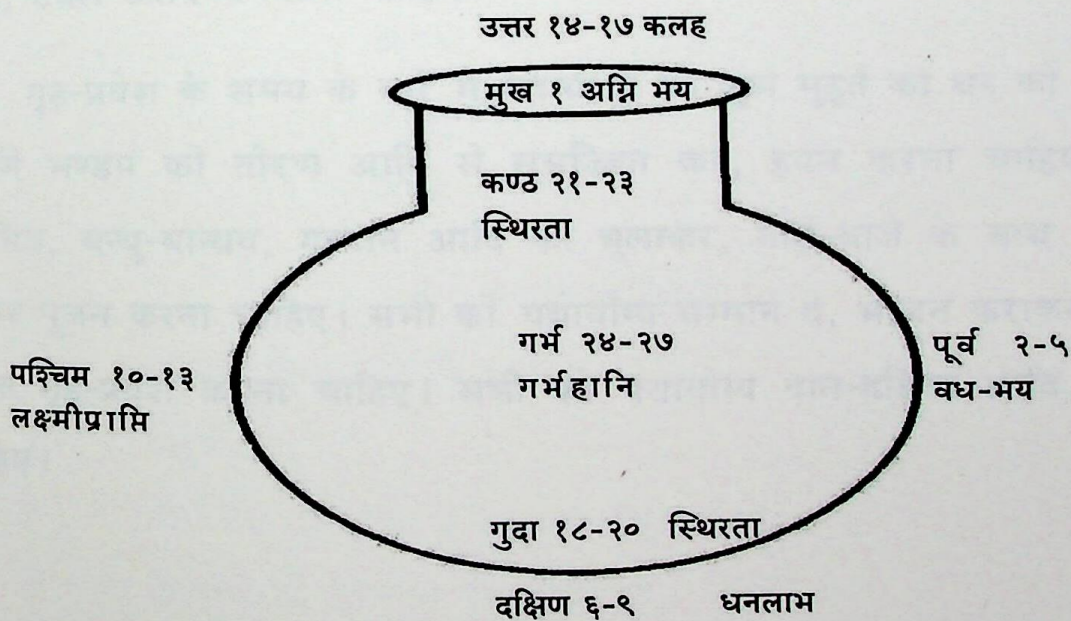 उत्तर १४-१७ कलह
मुख १ अग्नि भय
कण्ठ २१-२३
स्थिरता
गर्भ २४-२७
गर्भहानि
पूर्व २-५
वध-भय
पश्चिम १०-१३
लक्ष्मीप्राप्ति
गुदा १८-२० स्थिरता
दक्षिण ६-९ धनलाभ